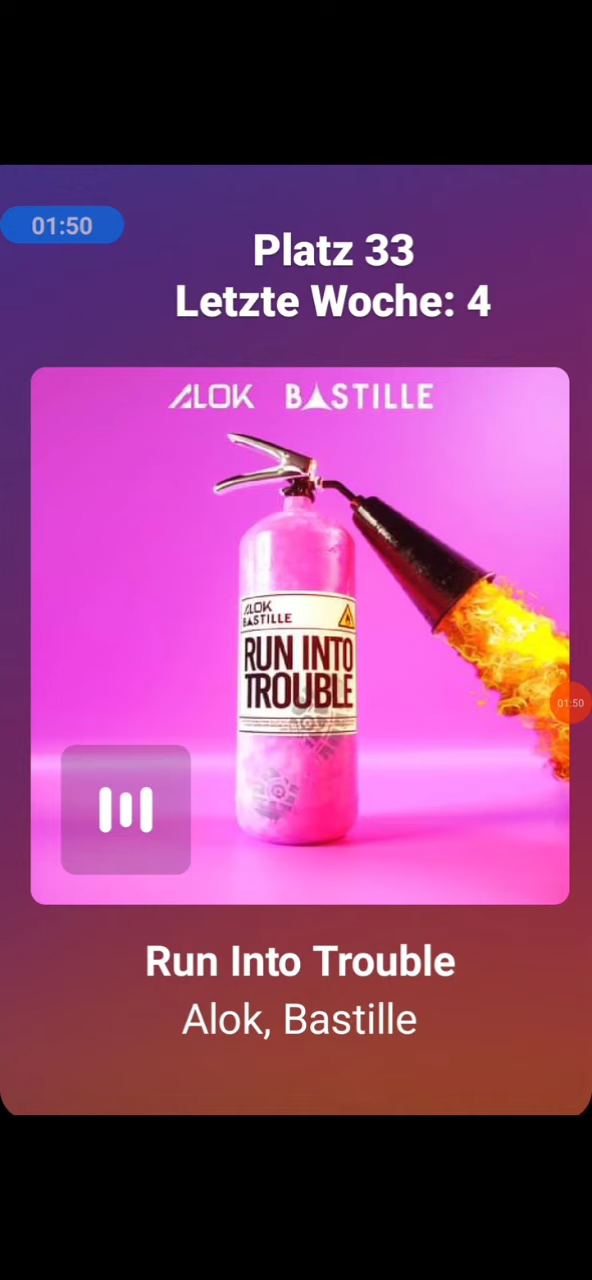 01:50
Platz 33
Letzte Woche: 4
ALOK BASTILLE
ALOK
BASTILLE
RUN INTO
TROUBLE
01:50
Run Into Trouble
Alok, Bastille